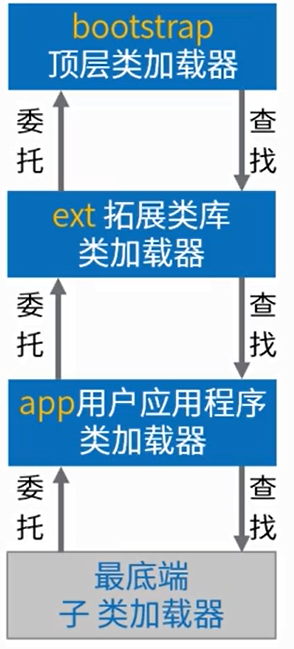 bootstrap
顶层类加载器
委 查
托 找
ext 拓展类库
类加载器
委 查
托 找
app用户应用程序
类加载器
委 查
托 找
最底端
子 类加载器